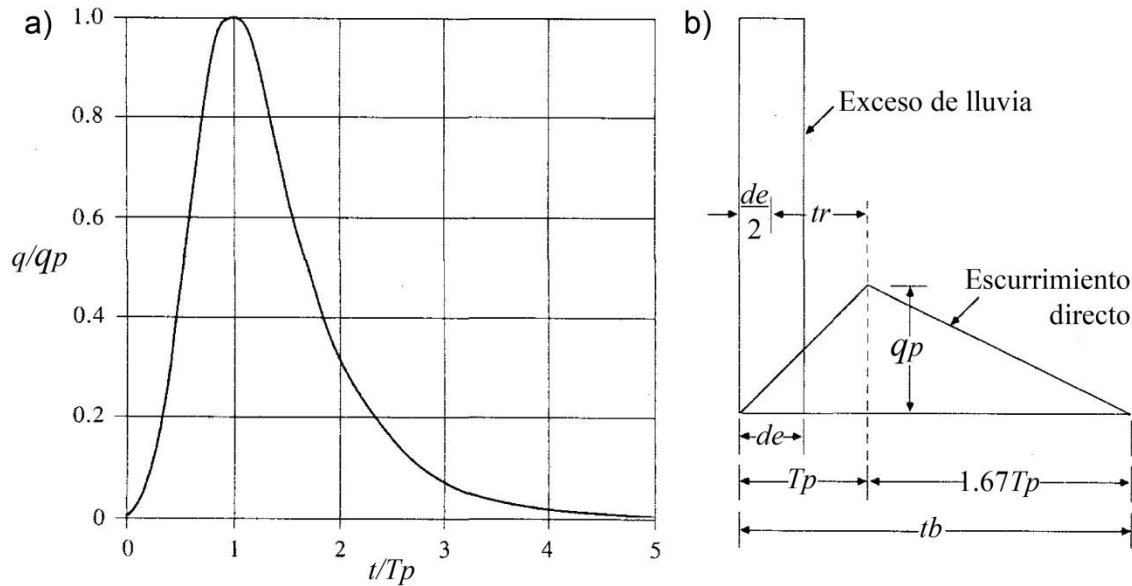 a)
1.0
0.8
0.6
q/qp
0.4
0.2
0
0
1
2
3
4
5
t/Tp
b)
Exceso de lluvia
de
2
tr
Escurrimiento
directo
qp
de
Tp
1.67Tp
tb